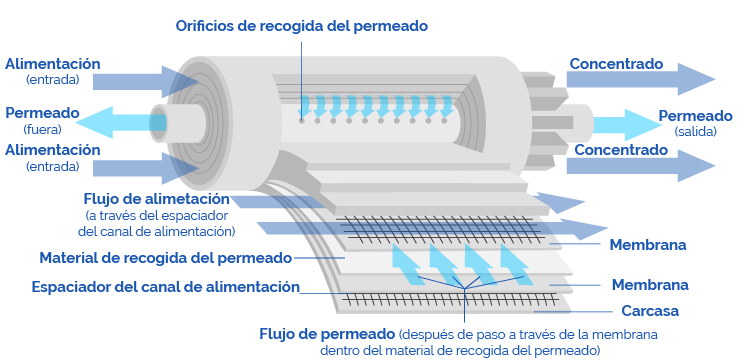 Orificios de recogida del permeado
Alimentación
(entrada)
Concentrado
Permeado
(fuera)
Permeado
(salida)
Alimentación
(entrada)
Concentrado
Flujo de alimetación
(a través del espaciador
del canal de alimentación)
Membrana
Material de recogida del permeado
Espaciador del canal de alimentación
Membrana
Carcasa
Flujo de permeado (después de paso a través de la membrana
dentro del material de recogida del permeado)